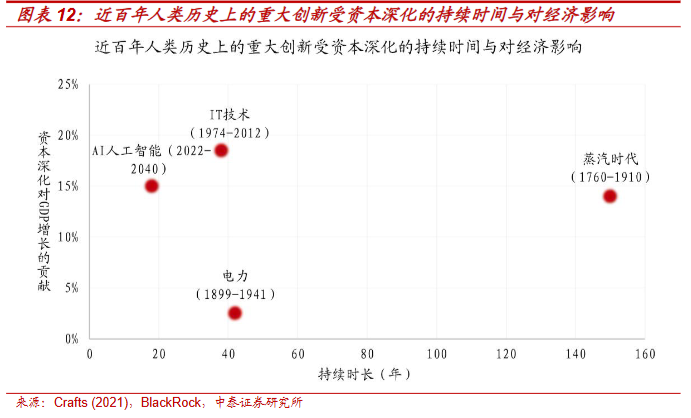 图表 12：近百年人类历史上的重大创新受资本深化的持续时间与对经济影响
近百年人类历史上的重大创新受资本深化的持续时间与对经济影响
25%
20%
15%
10%
5%
0%
资本深化对GDP增长的贡献
IT技术
（1974-2012）
AI人工智能（2022-
2040）
蒸汽时代
（1760-1910）
电力
（1899-1941）
0 20 40 60 80 100 120 140 160
持续时长（年）
来源：Crafts (2021)，BlackRock，中泰证券研究所